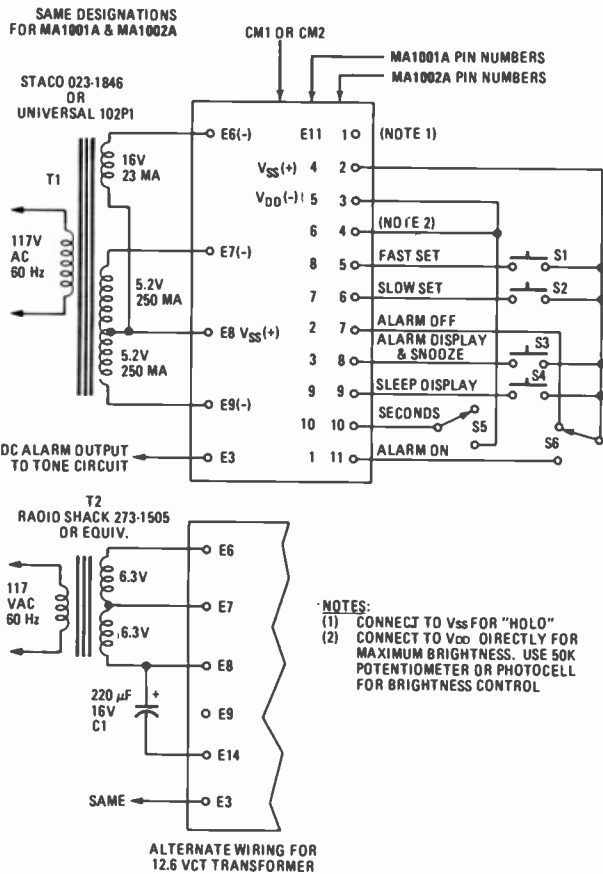 SAME DESIGNATIONS
FOR MA1001A & MA1002A
CM1 OR CM2
MA1001A PIN NUMBERS
MA1002A PIN NUMBERS
STACO 023-1846
OR
UNIVERSAL 102P1
T1
16V
23 MA
117V
AC
60 Hz
5.2V
250 MA
5.2V
250 MA
E6(-)
E7(-)
E8 VSS(+)
E9(-)
E3
E11 1 (NOTE 1)
VSS(+) 4 2
VDD(-) 5 3
6 4 (NOTE 2)
8 5 FAST SET S1
7 6 SLOW SET S2
2 7 ALARM OFF
3 8 ALARM DISPLAY
& SNOOZE S3
9 9 SLEEP DISPLAY S4
10 10 SECONDS S5
1 11 ALARM ON S6
DC ALARM OUTPUT
TO TONE CIRCUIT
T2
RADIO SHACK 273-1505
OR EQUIV.
117
VAC
60 Hz
6.3V
6.3V
220 µF
16V
C1
+
E6
E7
E8
E9
E14
SAME
E3
NOTES:
(1) CONNECT TO VSS FOR "HOLO"
(2) CONNECT TO VDD DIRECTLY FOR
MAXIMUM BRIGHTNESS. USE 50K
POTENTIOMETER OR PHOTOCELL
FOR BRIGHTNESS CONTROL
ALTERNATE WIRING FOR
12.6 VCT TRANSFORMER